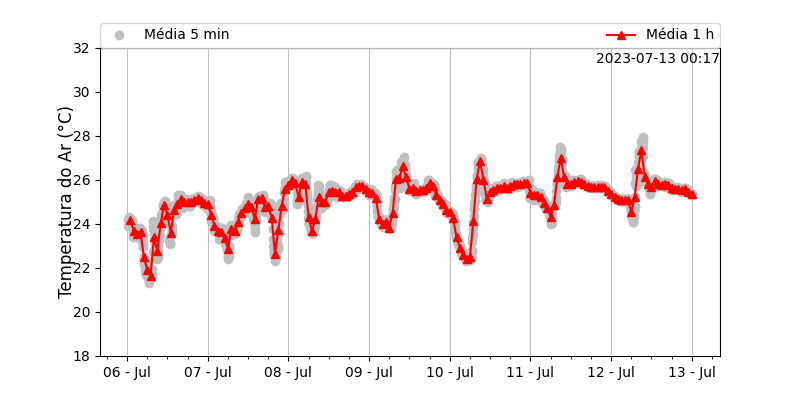 Média 5 min
Média 1 h
2023-07-13 00:17
Temperatura do Ar (°C)
32
30
28
26
24
22
20
18
06 - Jul
07 - Jul
08 - Jul
09 - Jul
10 - Jul
11 - Jul
12 - Jul
13 - Jul